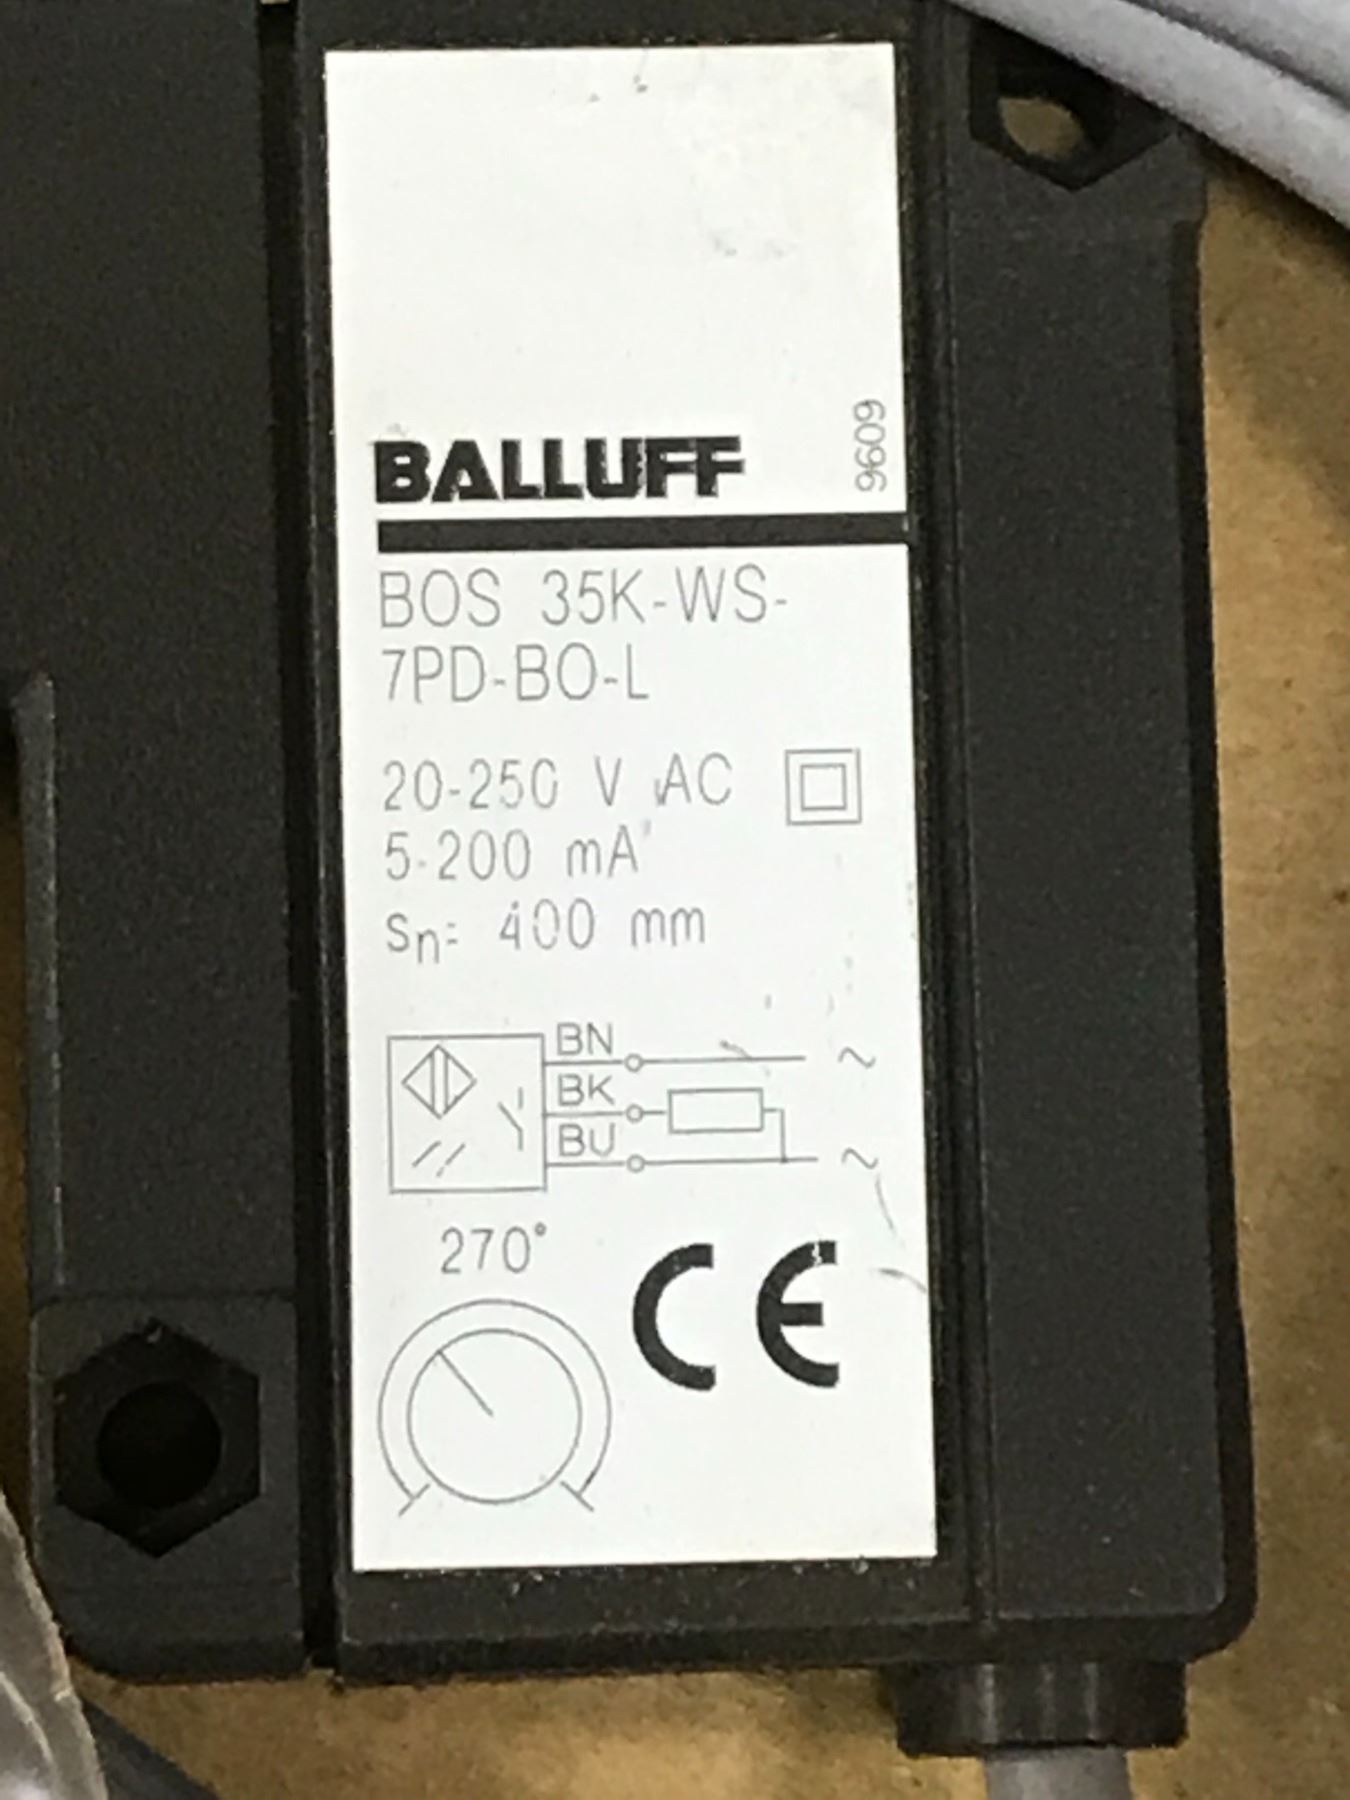 9609
BALLUFF
BOS 35K-WS-
7PD-BO-L
20-250 V AC
5-200 mA
Sn= 400 mm
BN
~
BK
BU
~
270°
CE